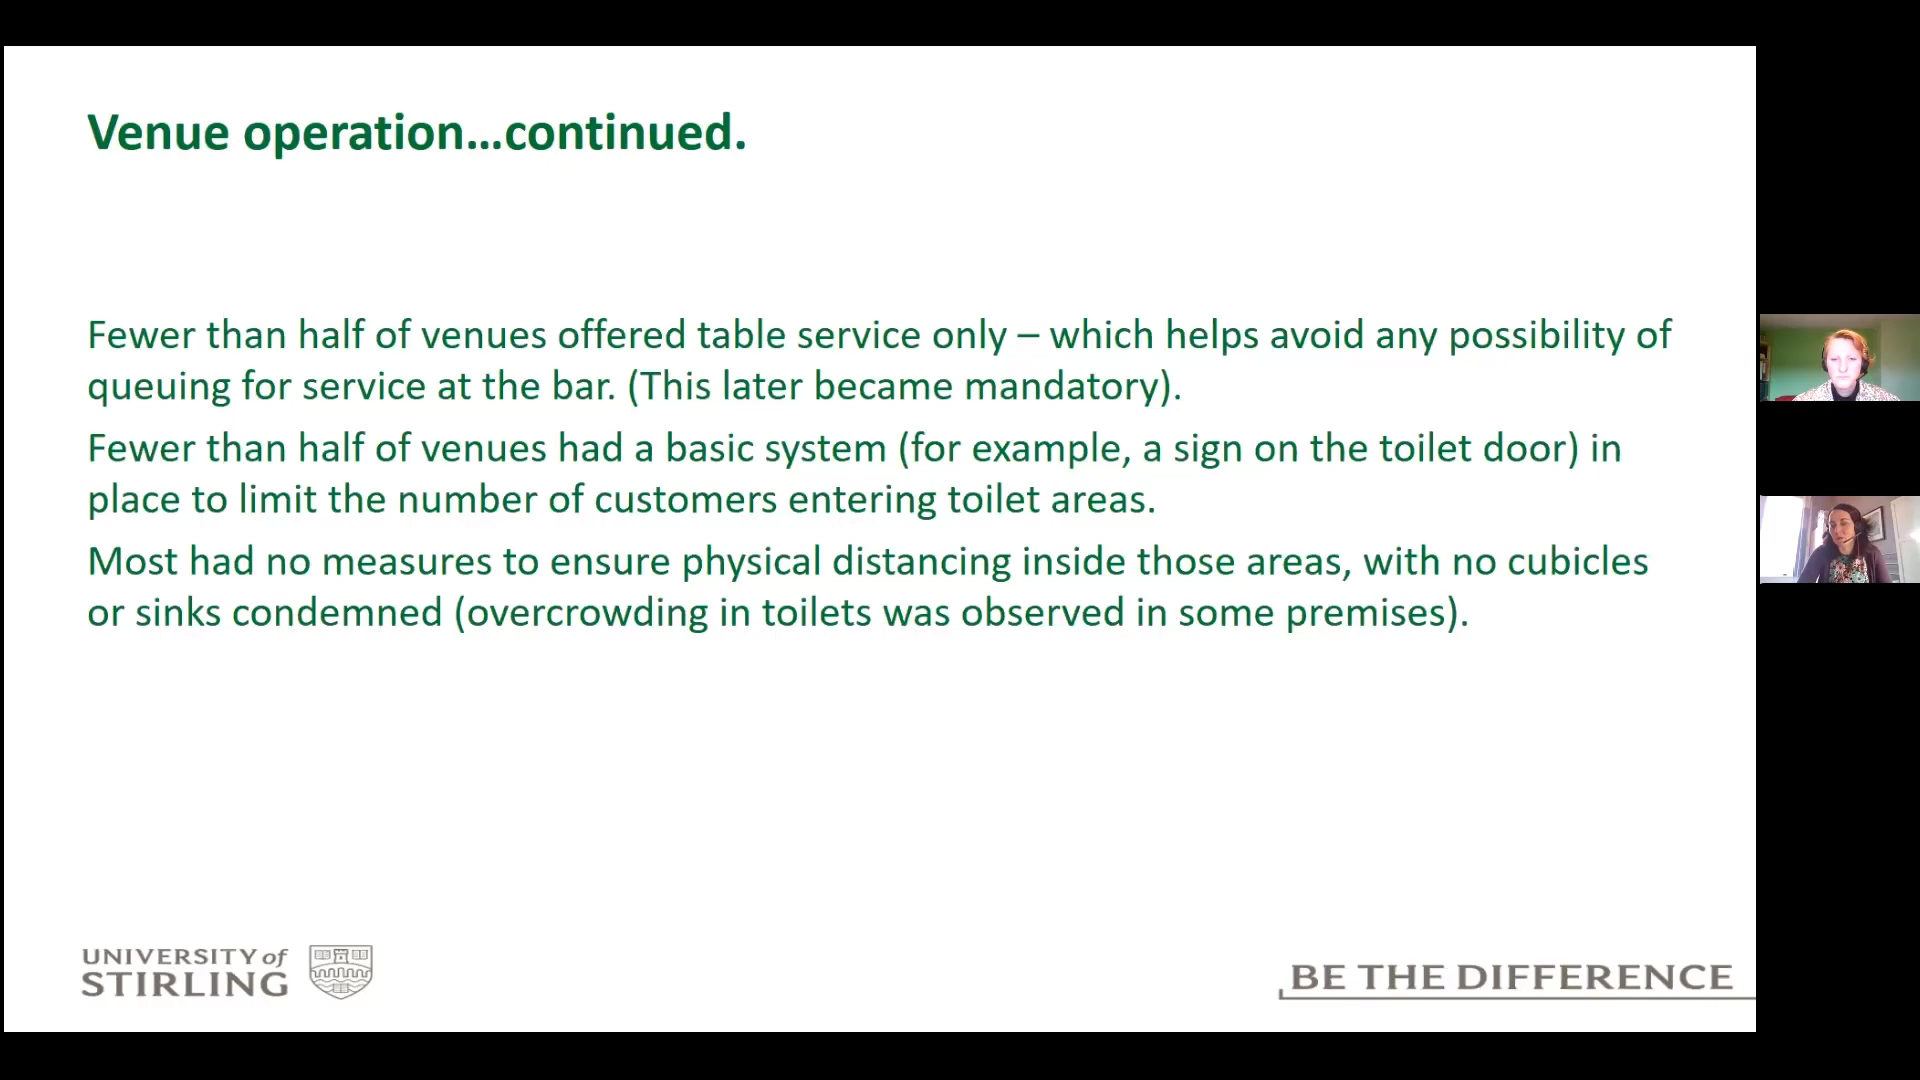 Venue operation...continued.
Fewer than half of venues offered table service only – which helps avoid any possibility of
queuing for service at the bar. (This later became mandatory).
Fewer than half of venues had a basic system (for example, a sign on the toilet door) in
place to limit the number of customers entering toilet areas.
Most had no measures to ensure physical distancing inside those areas, with no cubicles
or sinks condemned (overcrowding in toilets was observed in some premises).
UNIVERSITY of
STIRLING
BE THE DIFFERENCE